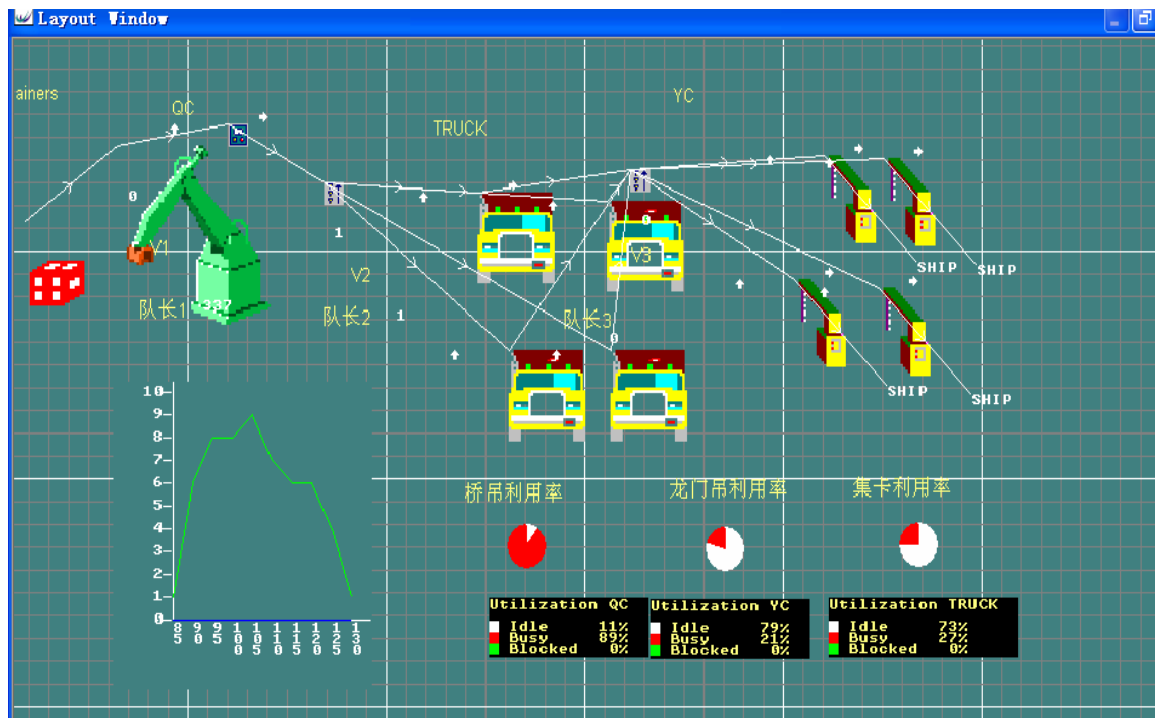 Layout Window
ainers
QC
YC
TRUCK
0
V1
1
V2
0
V3
SHIP
SHIP
队长1
337
队长2
1
队长3
0
SHIP
SHIP
10
9
8
7
6
5
4
3
2
1
0
85
90
95
100
105
110
115
120
125
130
桥吊利用率
龙门吊利用率
集卡利用率
Utilization QC
Idle 11%
Busy 89%
Blocked 0%
Utilization YC
Idle 79%
Busy 21%
Blocked 0%
Utilization TRUCK
Idle 73%
Busy 27%
Blocked 0%